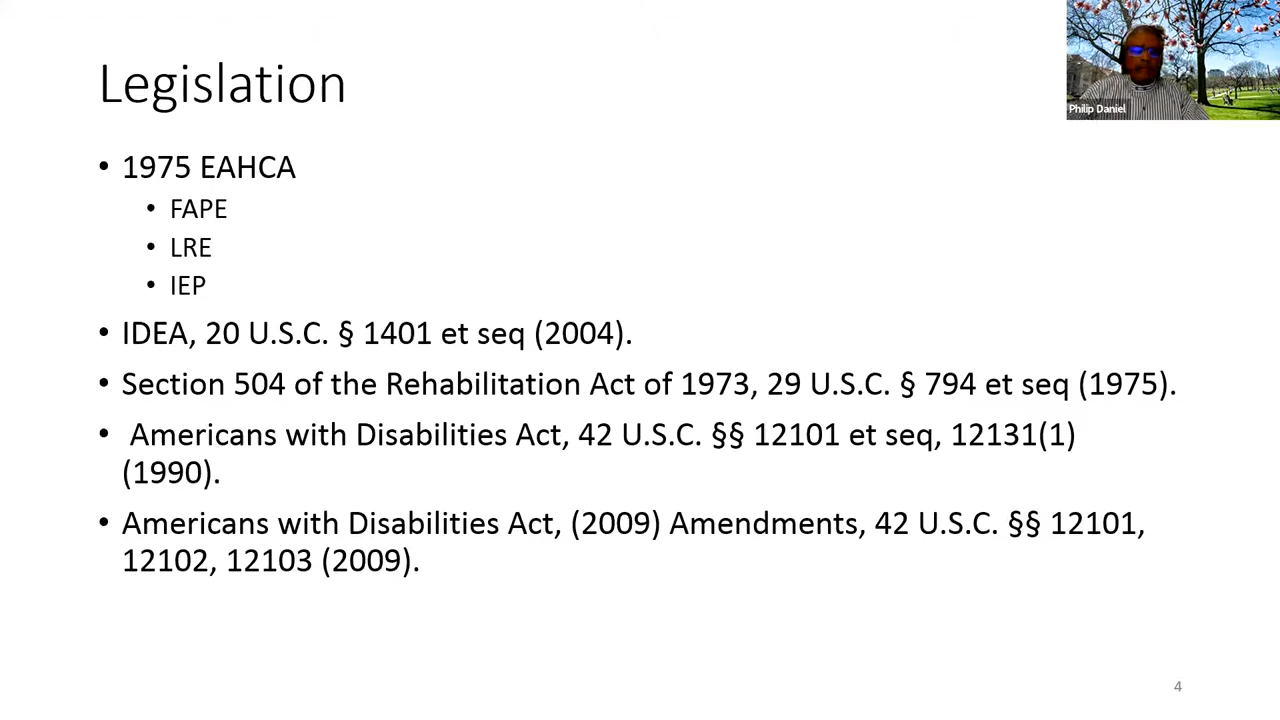 Legislation
Philip Daniel
• 1975 EAHCA
• FAPE
• LRE
• IEP
• IDEA, 20 U.S.C. § 1401 et seq (2004).
• Section 504 of the Rehabilitation Act of 1973, 29 U.S.C. § 794 et seq (1975).
• Americans with Disabilities Act, 42 U.S.C. §§ 12101 et seq, 12131(1)
(1990).
• Americans with Disabilities Act, (2009) Amendments, 42 U.S.C. §§ 12101,
12102, 12103 (2009).
4